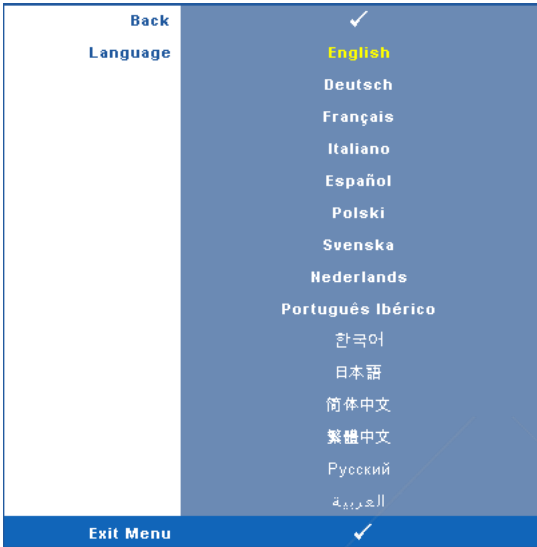 Back ✓
Language English
Deutsch
Français
Italiano
Español
Polski
Svenska
Nederlands
Português Ibérico
한국어
日本語
简体中文
繁體中文
Русский
العربية
Exit Menu ✓